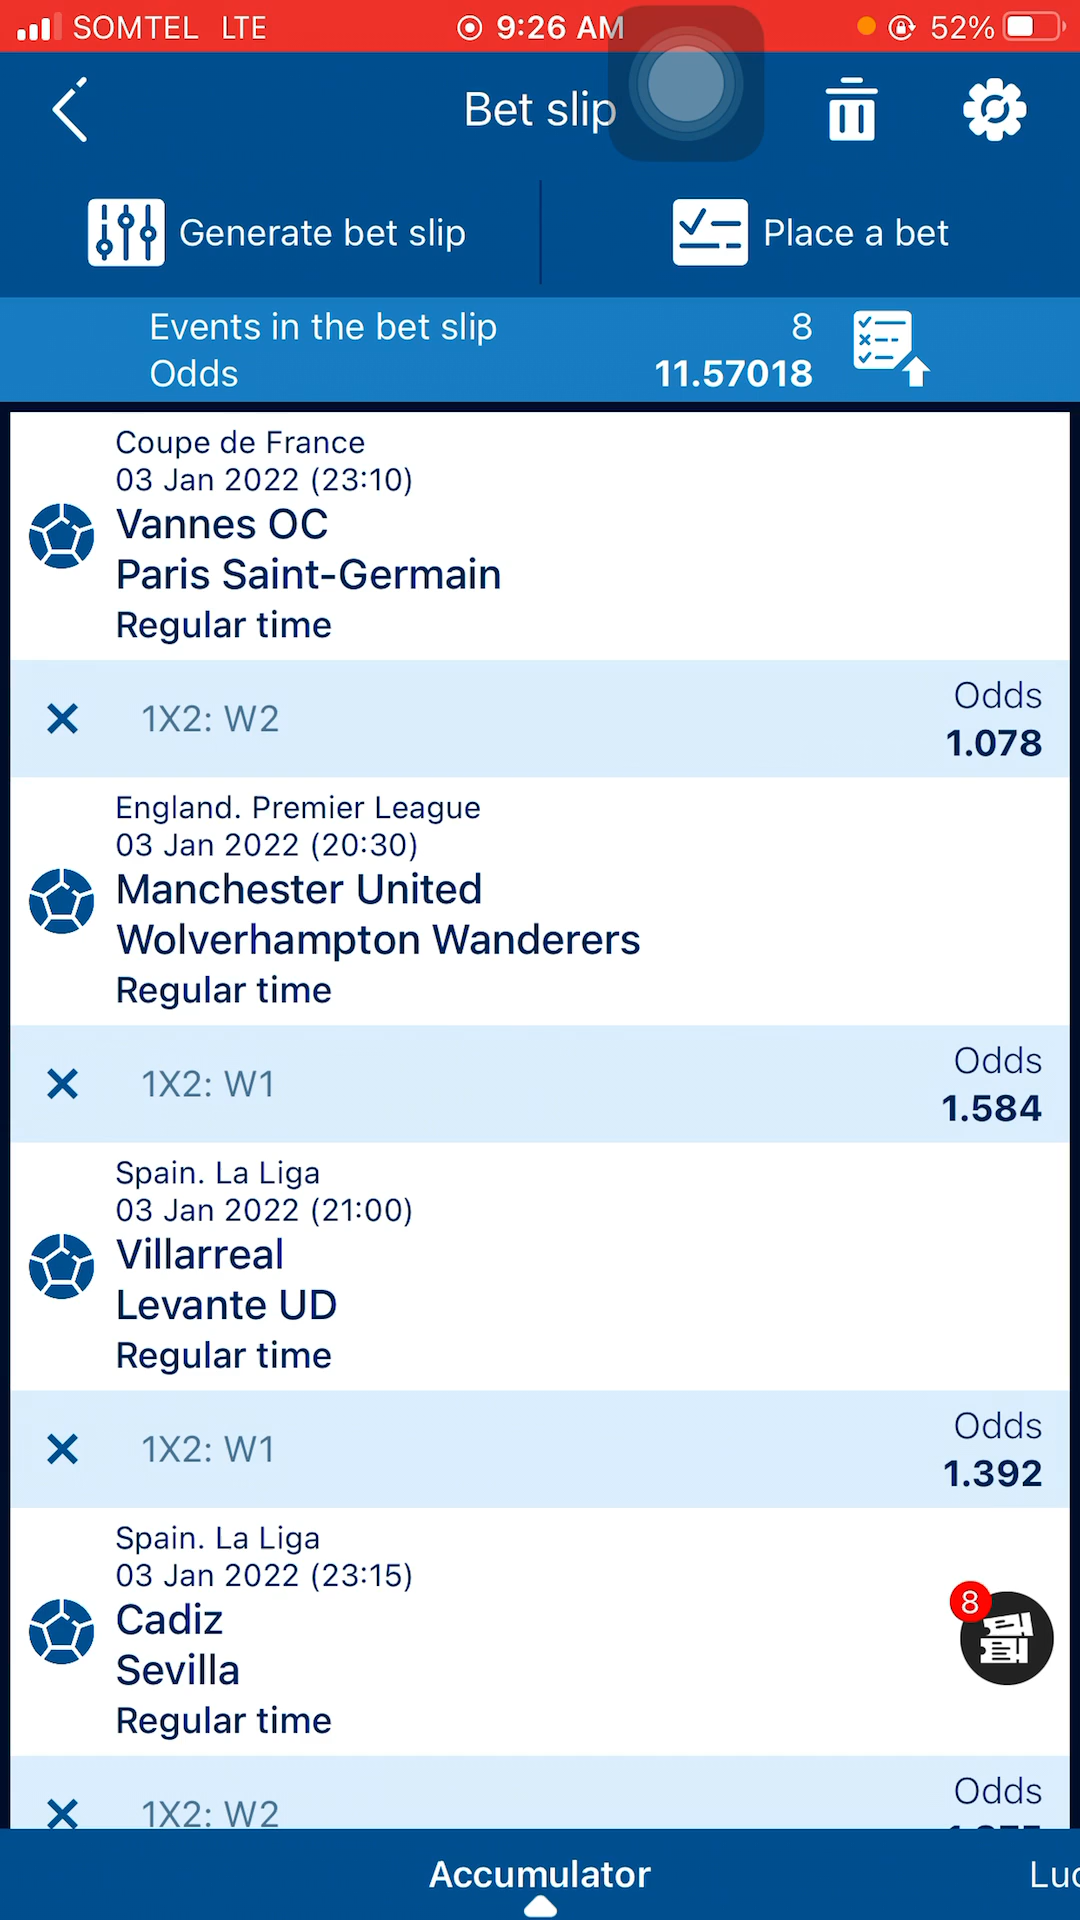 SOMTEL LTE 9:26 AM 52%
Bet slip
Generate bet slip
Place a bet
Events in the bet slip 8
Odds 11.57018
Coupe de France
03 Jan 2022 (23:10)
Vannes OC
Paris Saint-Germain
Regular time
Odds
1X2: W2
1.078
England. Premier League
03 Jan 2022 (20:30)
Manchester United
Wolverhampton Wanderers
Regular time
Odds
1X2: W1
1.584
Spain. La Liga
03 Jan 2022 (21:00)
Villarreal
Levante UD
Regular time
Odds
1X2: W1
1.392
Spain. La Liga
03 Jan 2022 (23:15)
8
Cadiz
Sevilla
Regular time
Odds
1X2: W2
Accumulator
Luc